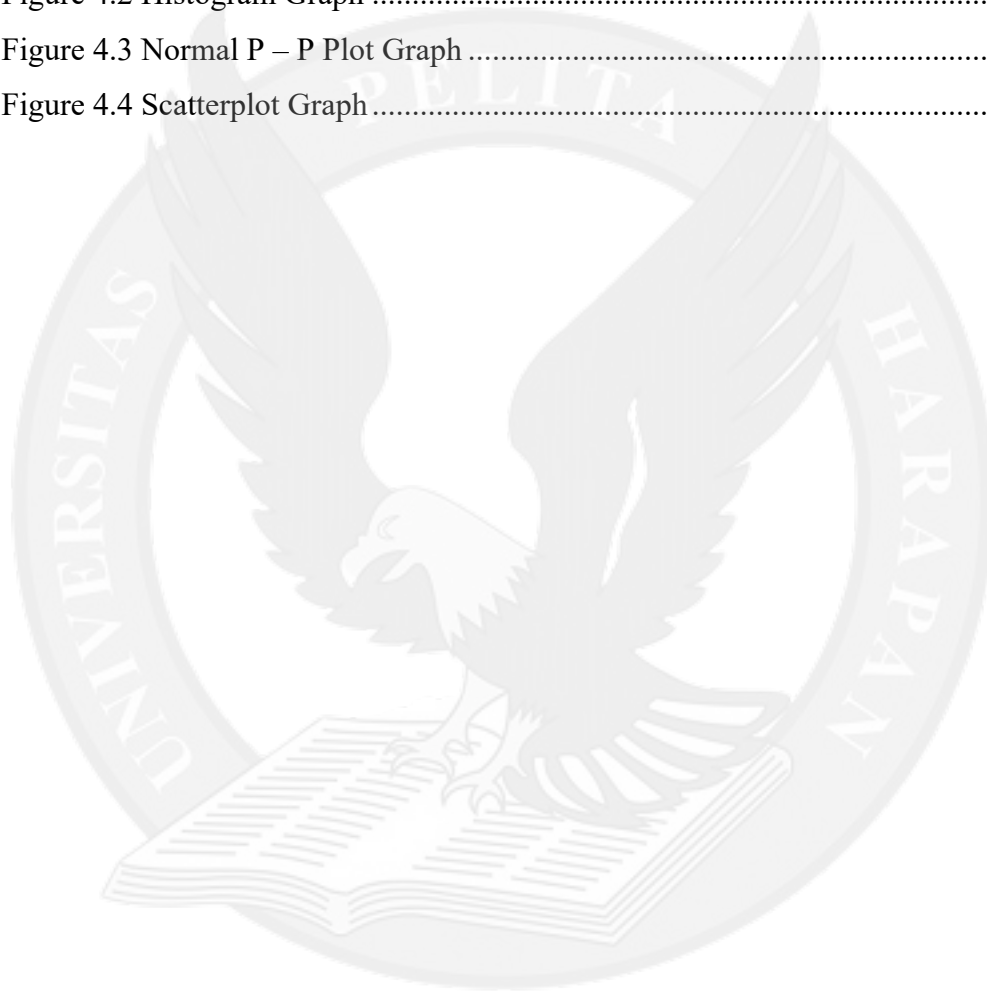 Figure 4.2 Histogram Graph ...............................................................................
Figure 4.3 Normal P – P Plot Graph ....................................................................
Figure 4.4 Scatterplot Graph ...............................................................................
UNIVERSITAS PELITA HARAPAN